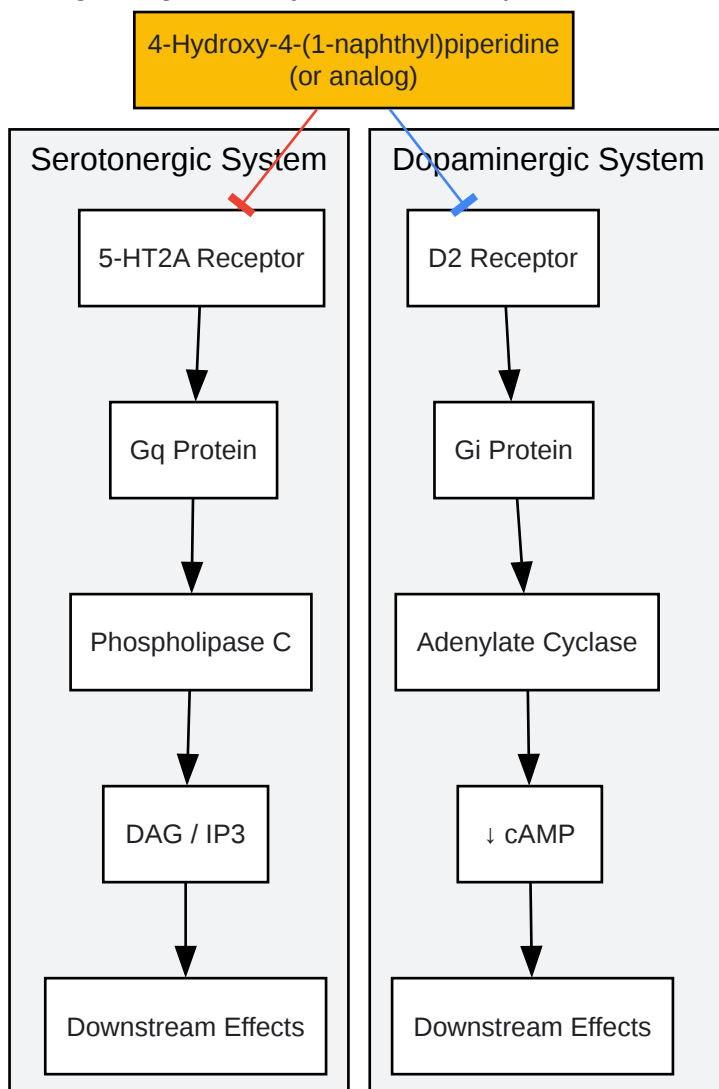 4-Hydroxy-4-(1-naphthyl)piperidine
(or analog)
Serotonergic System
Dopaminergic System
5-HT2A Receptor
D2 Receptor
Gq Protein
Gi Protein
Phospholipase C
Adenylate Cyclase
DAG / IP3
↓ cAMP
Downstream Effects
Downstream Effects